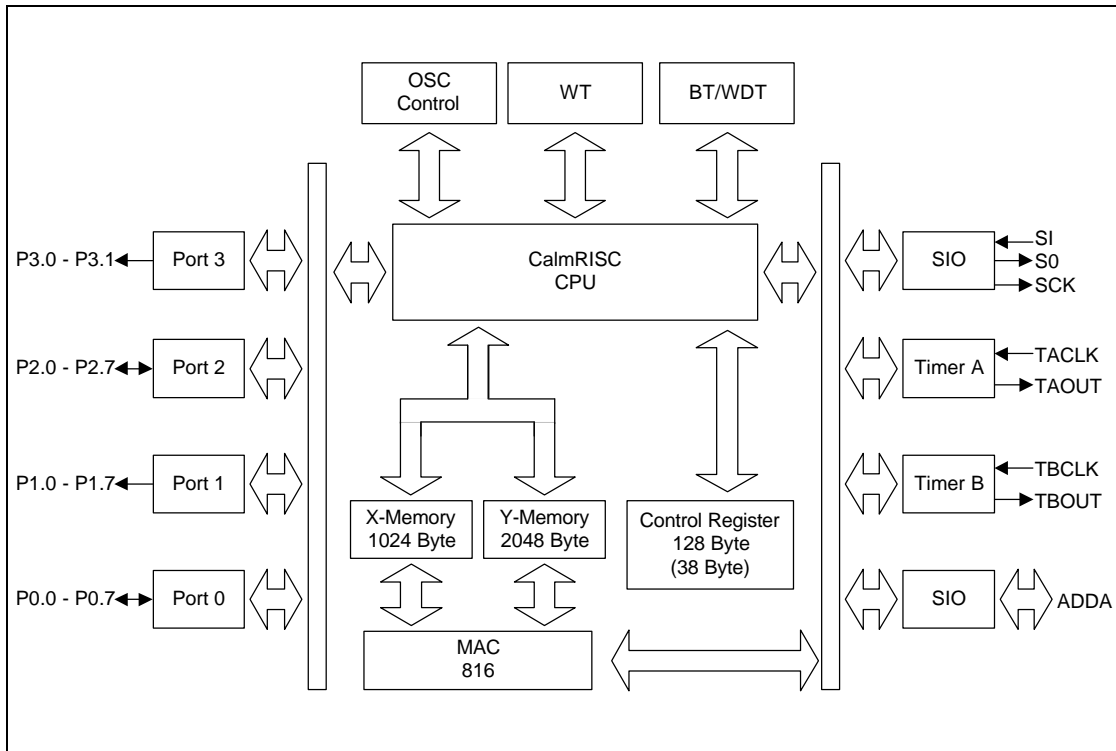 OSC
Control
WT
BT/WDT
CalmRISC
CPU
P3.0 - P3.1
Port 3
P2.0 - P2.7
Port 2
P1.0 - P1.7
Port 1
P0.0 - P0.7
Port 0
SIO
SI
S0
SCK
Timer A
TACLK
TAOUT
Timer B
TBCLK
TBOUT
SIO
ADDA
X-Memory
1024 Byte
Y-Memory
2048 Byte
Control Register
128 Byte
(38 Byte)
MAC
816